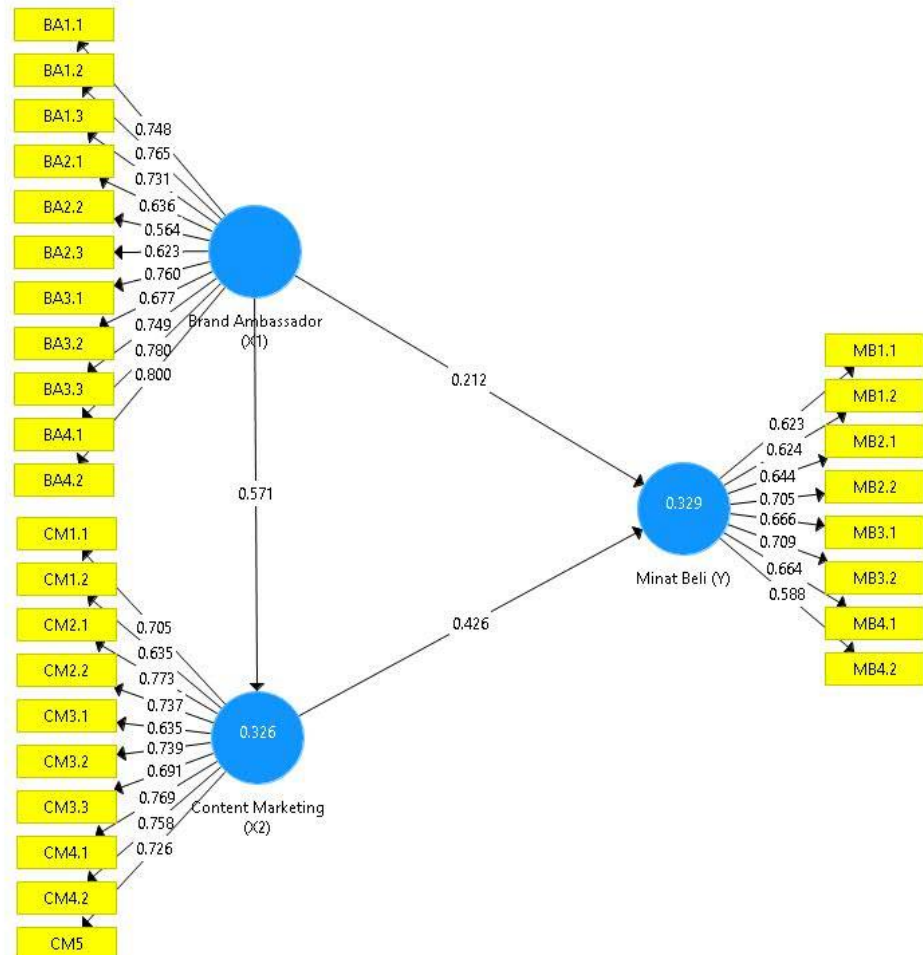 BA1.1
BA1.2
BA1.3
BA2.1
BA2.2
BA2.3
BA3.1
BA3.2
BA3.3
BA4.1
BA4.2
0.748
0.765
0.731
0.636
0.564
0.623
0.760
0.677
0.749
0.780
0.800
Brand Ambassador
(X1)
0.212
0.571
MB1.1
MB1.2
MB2.1
MB2.2
MB3.1
MB3.2
MB4.1
MB4.2
0.623
0.624
0.644
0.705
0.666
0.709
0.664
0.588
0.329
Minat Beli (Y)
0.426
CM1.1
CM1.2
CM2.1
CM2.2
CM3.1
CM3.2
CM3.3
CM4.1
CM4.2
CM5
0.705
0.635
0.773
0.737
0.635
0.739
0.691
0.769
0.758
0.726
0.326
Content Marketing
(X2)